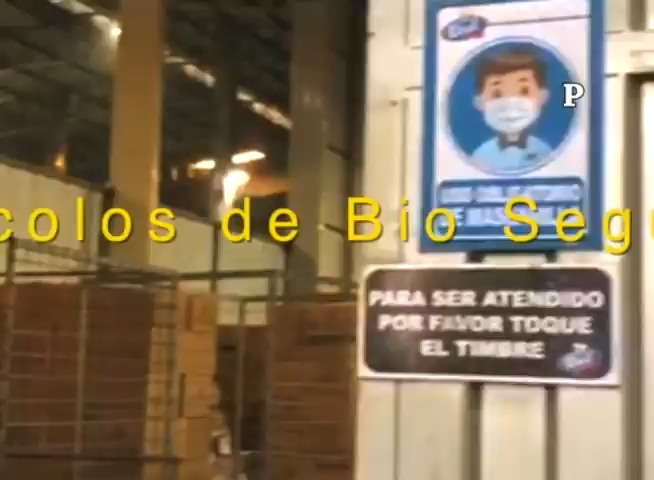 P
colos de Bio Segu
PARA SER ATENDIDO
POR FAVOR TOQUE
EL TIMBRE